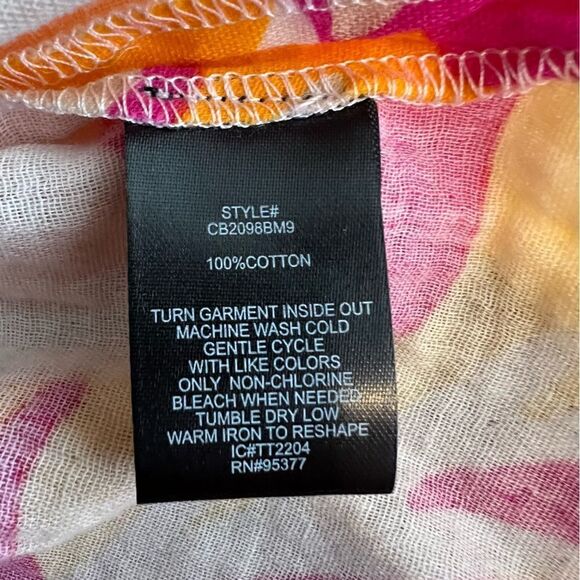 STYLE#
CB2098BM9
100%COTTON
TURN GARMENT INSIDE OUT
MACHINE WASH COLD
GENTLE CYCLE
WITH LIKE COLORS
ONLY NON-CHLORINE
BLEACH WHEN NEEDED
TUMBLE DRY LOW
WARM IRON TO RESHAPE
IC#TT2204
RN#95377